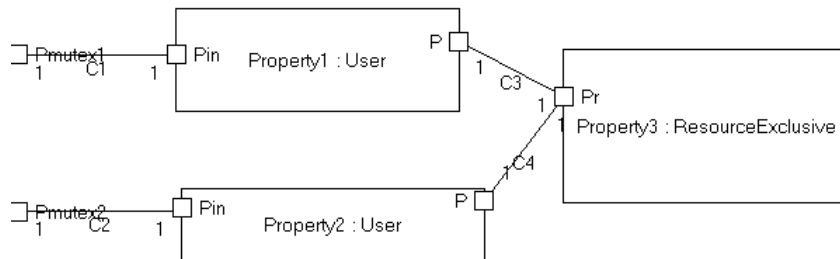 P
Pmutex1
Pin
Property1 : User
1
C1
1
1
C3
1
Pr
1
Property3 : ResourceExclusive
C4
1
Pmutex2
Pin
P
1
C2
1
Property2 : User